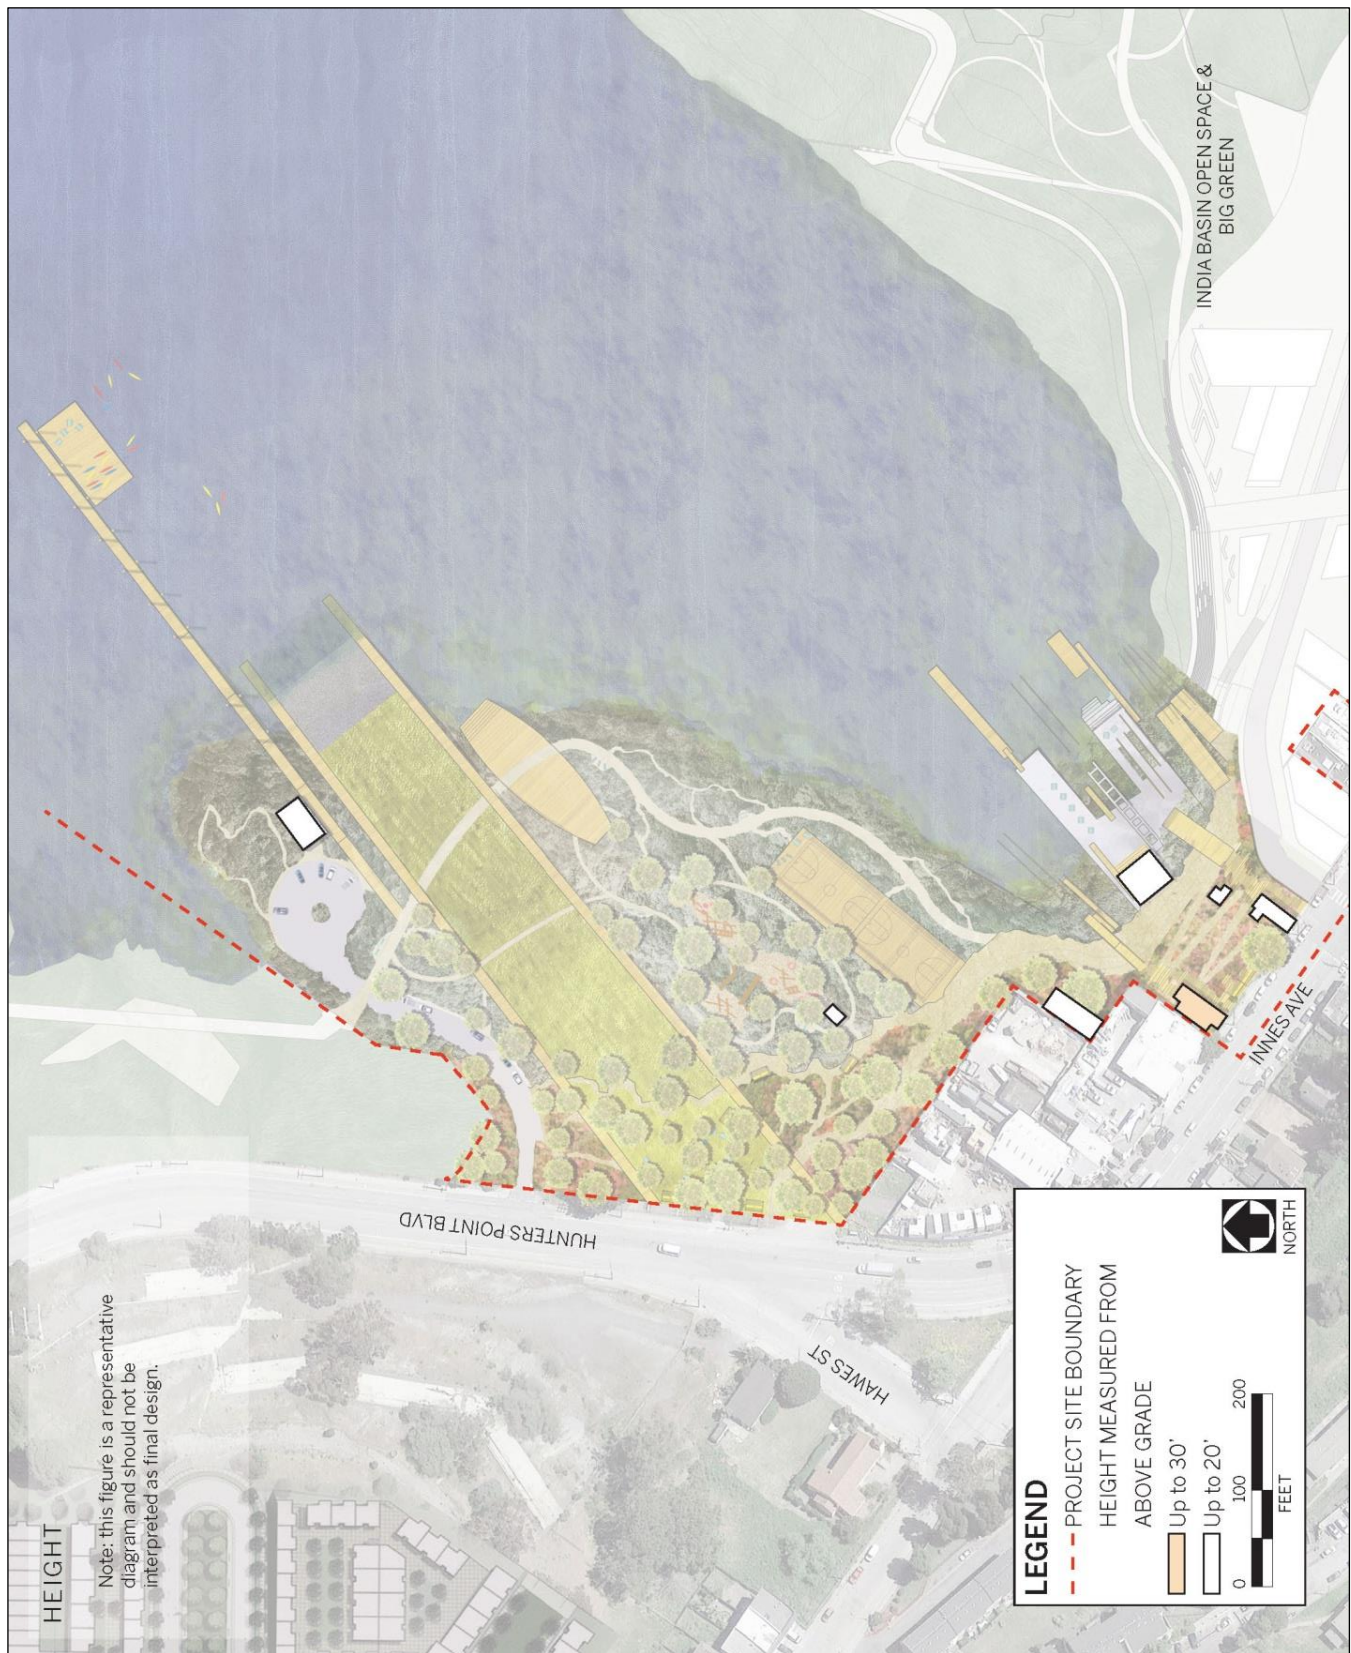 HEIGHT
Note: this figure is a representative
diagram and should not be
interpreted as final design.
HUNTERS POINT BLVD
HAWES ST
INNES AVE
INDIA BASIN OPEN SPACE &
BIG GREEN
LEGEND
PROJECT SITE BOUNDARY
HEIGHT MEASURED FROM
ABOVE GRADE
Up to 30'
Up to 20'
0 100 200
FEET
NORTH